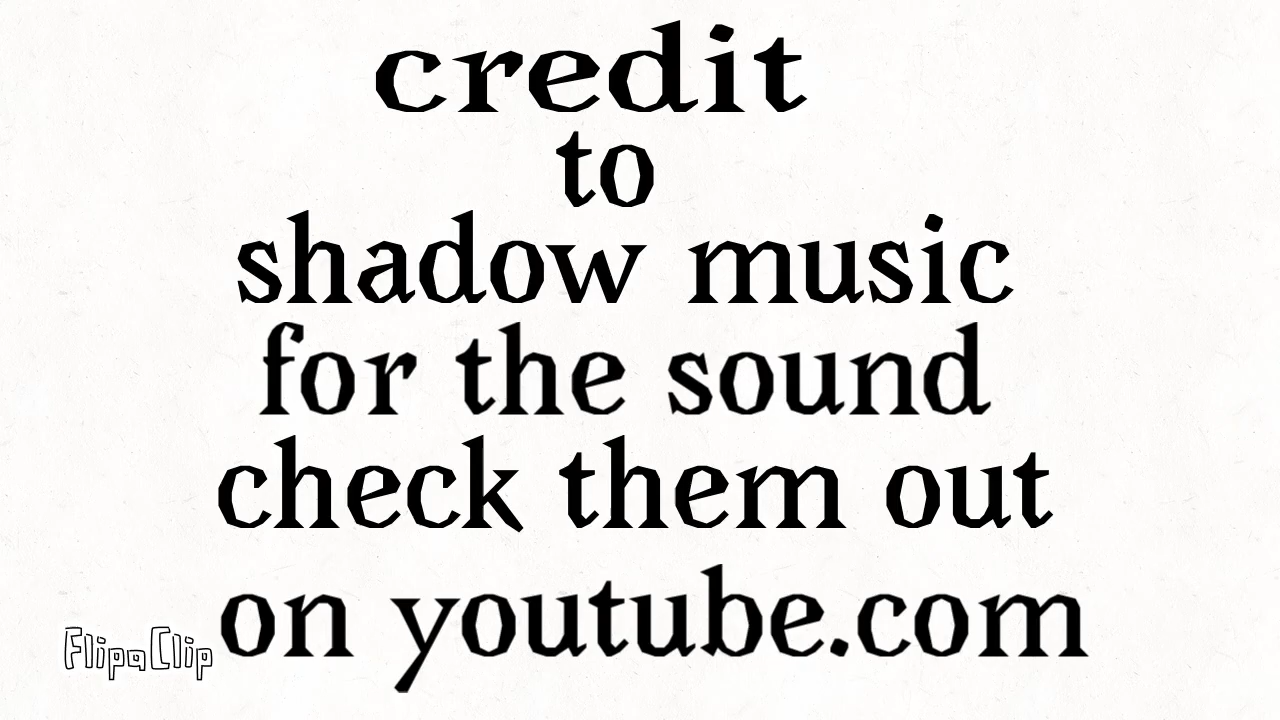 credit
to
shadow music
for the sound
check them out
on youtube.com
FlipaClip